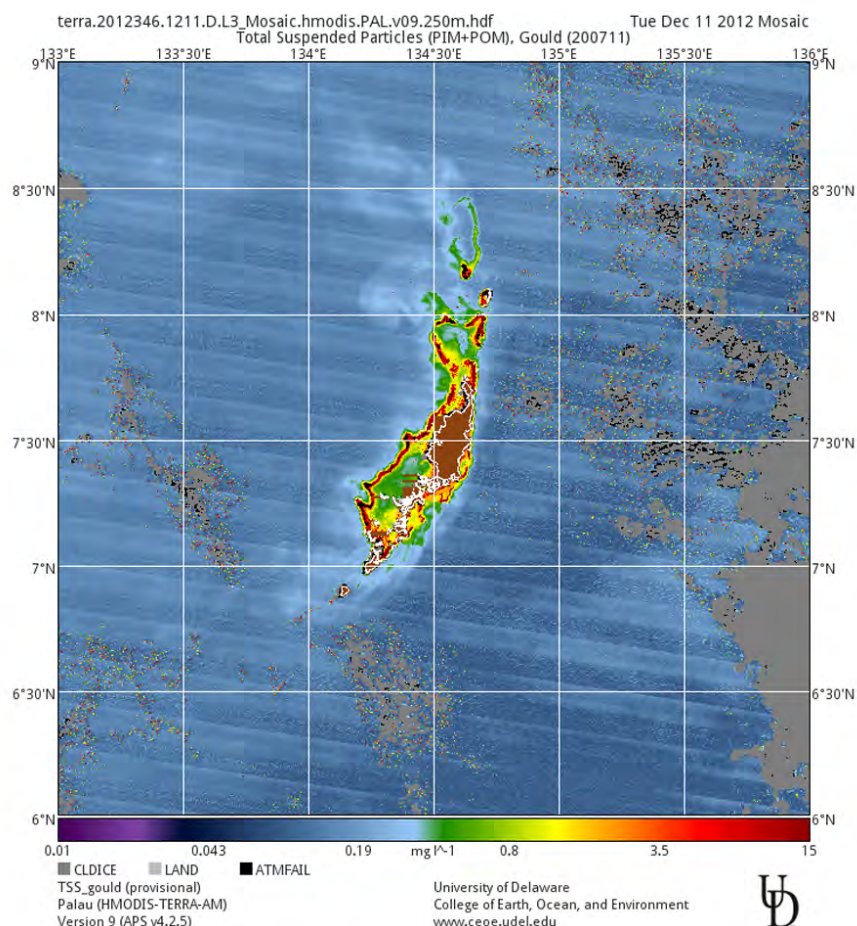 terra.2012346.1211.D.L3_Mosaic.hmodis.PAL.v09.250m.hdf Tue Dec 11 2012 Mosaic
Total Suspended Particles (PIM+POM), Gould (200711)
133°E 133°30'E 134°E 134°30'E 135°E 135°30'E 136°E
9°N 9°N
8°30'N 8°30'N
8°N 8°N
7°30'N 7°30'N
7°N 7°N
6°30'N 6°30'N
6°N 6°N
0.01 0.043 0.19 mg l^-1 0.8 3.5 15
CLDICE LAND ATMFAIL
TSS_gould (provisional) University of Delaware
Palau (HMODIS-TERRA-AM) College of Earth, Ocean, and Environment
Version 9 (APS v4.2.5) www.ceoe.udel.edu
UD